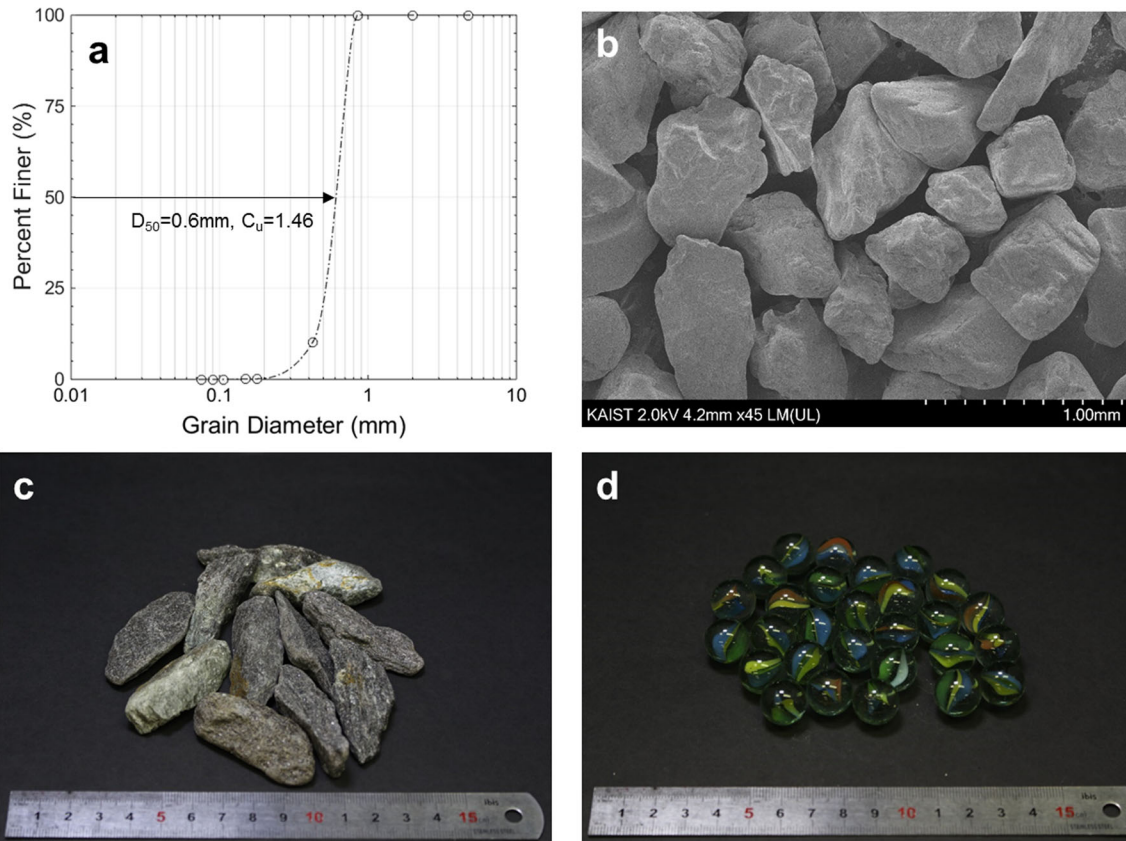 a
100
75
50
25
0
D50=0.6mm, Cu=1.46
Percent Finer (%)
0.01
0.1
1
10
Grain Diameter (mm)
b
KAIST 2.0kV 4.2mm x45 LM(UL)
1.00mm
c
1 2 3 4 5 6 7 8 9 10 1 2 3 4 15
ibis
d
1 2 3 4 5 6 7 8 9 10 1 2 3 4 15
ibis